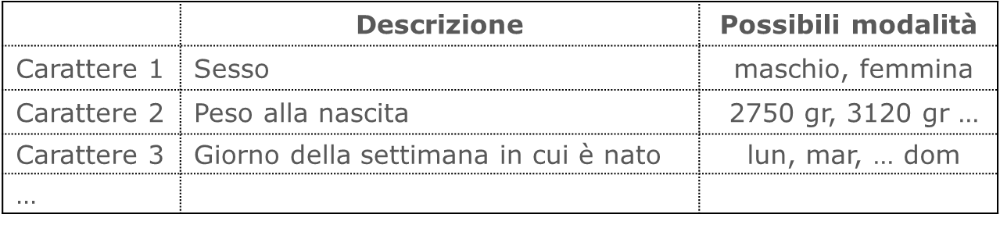 Descrizione Possibili modalità
Carattere 1 Sesso maschio, femmina
Carattere 2 Peso alla nascita 2750 gr, 3120 gr …
Carattere 3 Giorno della settimana in cui è nato lun, mar, … dom
…